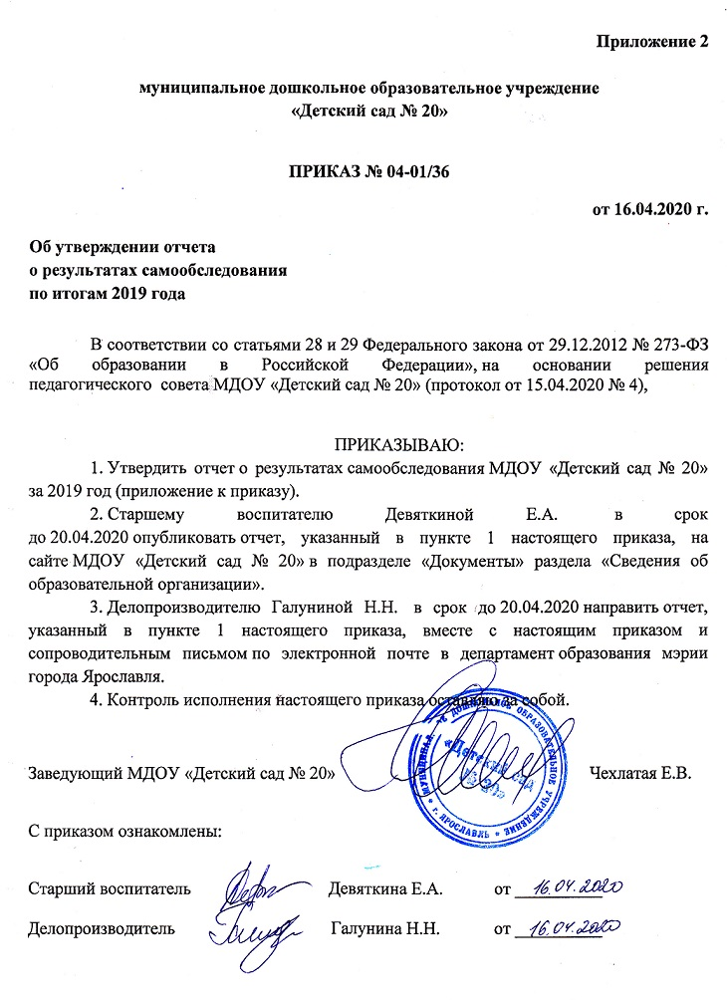 Приложение 2
муниципальное дошкольное образовательное учреждение
«Детский сад № 20»
ПРИКАЗ № 04-01/36
от 16.04.2020 г.
Об утверждении отчета
о результатах самообследования
по итогам 2019 года
В соответствии со статьями 28 и 29 Федерального закона от 29.12.2012 № 273-ФЗ
«Об образовании в Российской Федерации», на основании решения
педагогического совета МДОУ «Детский сад № 20» (протокол от 15.04.2020 № 4),
ПРИКАЗЫВАЮ:
1. Утвердить отчет о результатах самообследования МДОУ «Детский сад № 20»
за 2019 год (приложение к приказу).
2. Старшему воспитателю Девяткиной Е.А. в срок
до 20.04.2020 опубликовать отчет, указанный в пункте 1 настоящего приказа, на
сайте МДОУ «Детский сад № 20» в подразделе «Документы» раздела «Сведения об
образовательной организации».
3. Делопроизводителю Галуниной Н.Н. в срок до 20.04.2020 направить отчет,
указанный в пункте 1 настоящего приказа, вместе с настоящим приказом и
сопроводительным письмом по электронной почте в департамент образования мэрии
города Ярославля.
4. Контроль исполнения настоящего приказа оставляю за собой.
Заведующий МДОУ «Детский сад № 20» Чехлатая Е.В.
«Детский сад
№ 20»
г. ЯРОСЛАВЛЬ * МУНИЦИПАЛ. ДОШКОЛЬНОЕ ОБРАЗОВАТЕЛЬНОЕ УЧРЕЖДЕНИЕ *
С приказом ознакомлены:
Старший воспитатель Девяткина Е.А. от 16.04.2020
Делопроизводитель Галунина Н.Н. от 16.04.2020